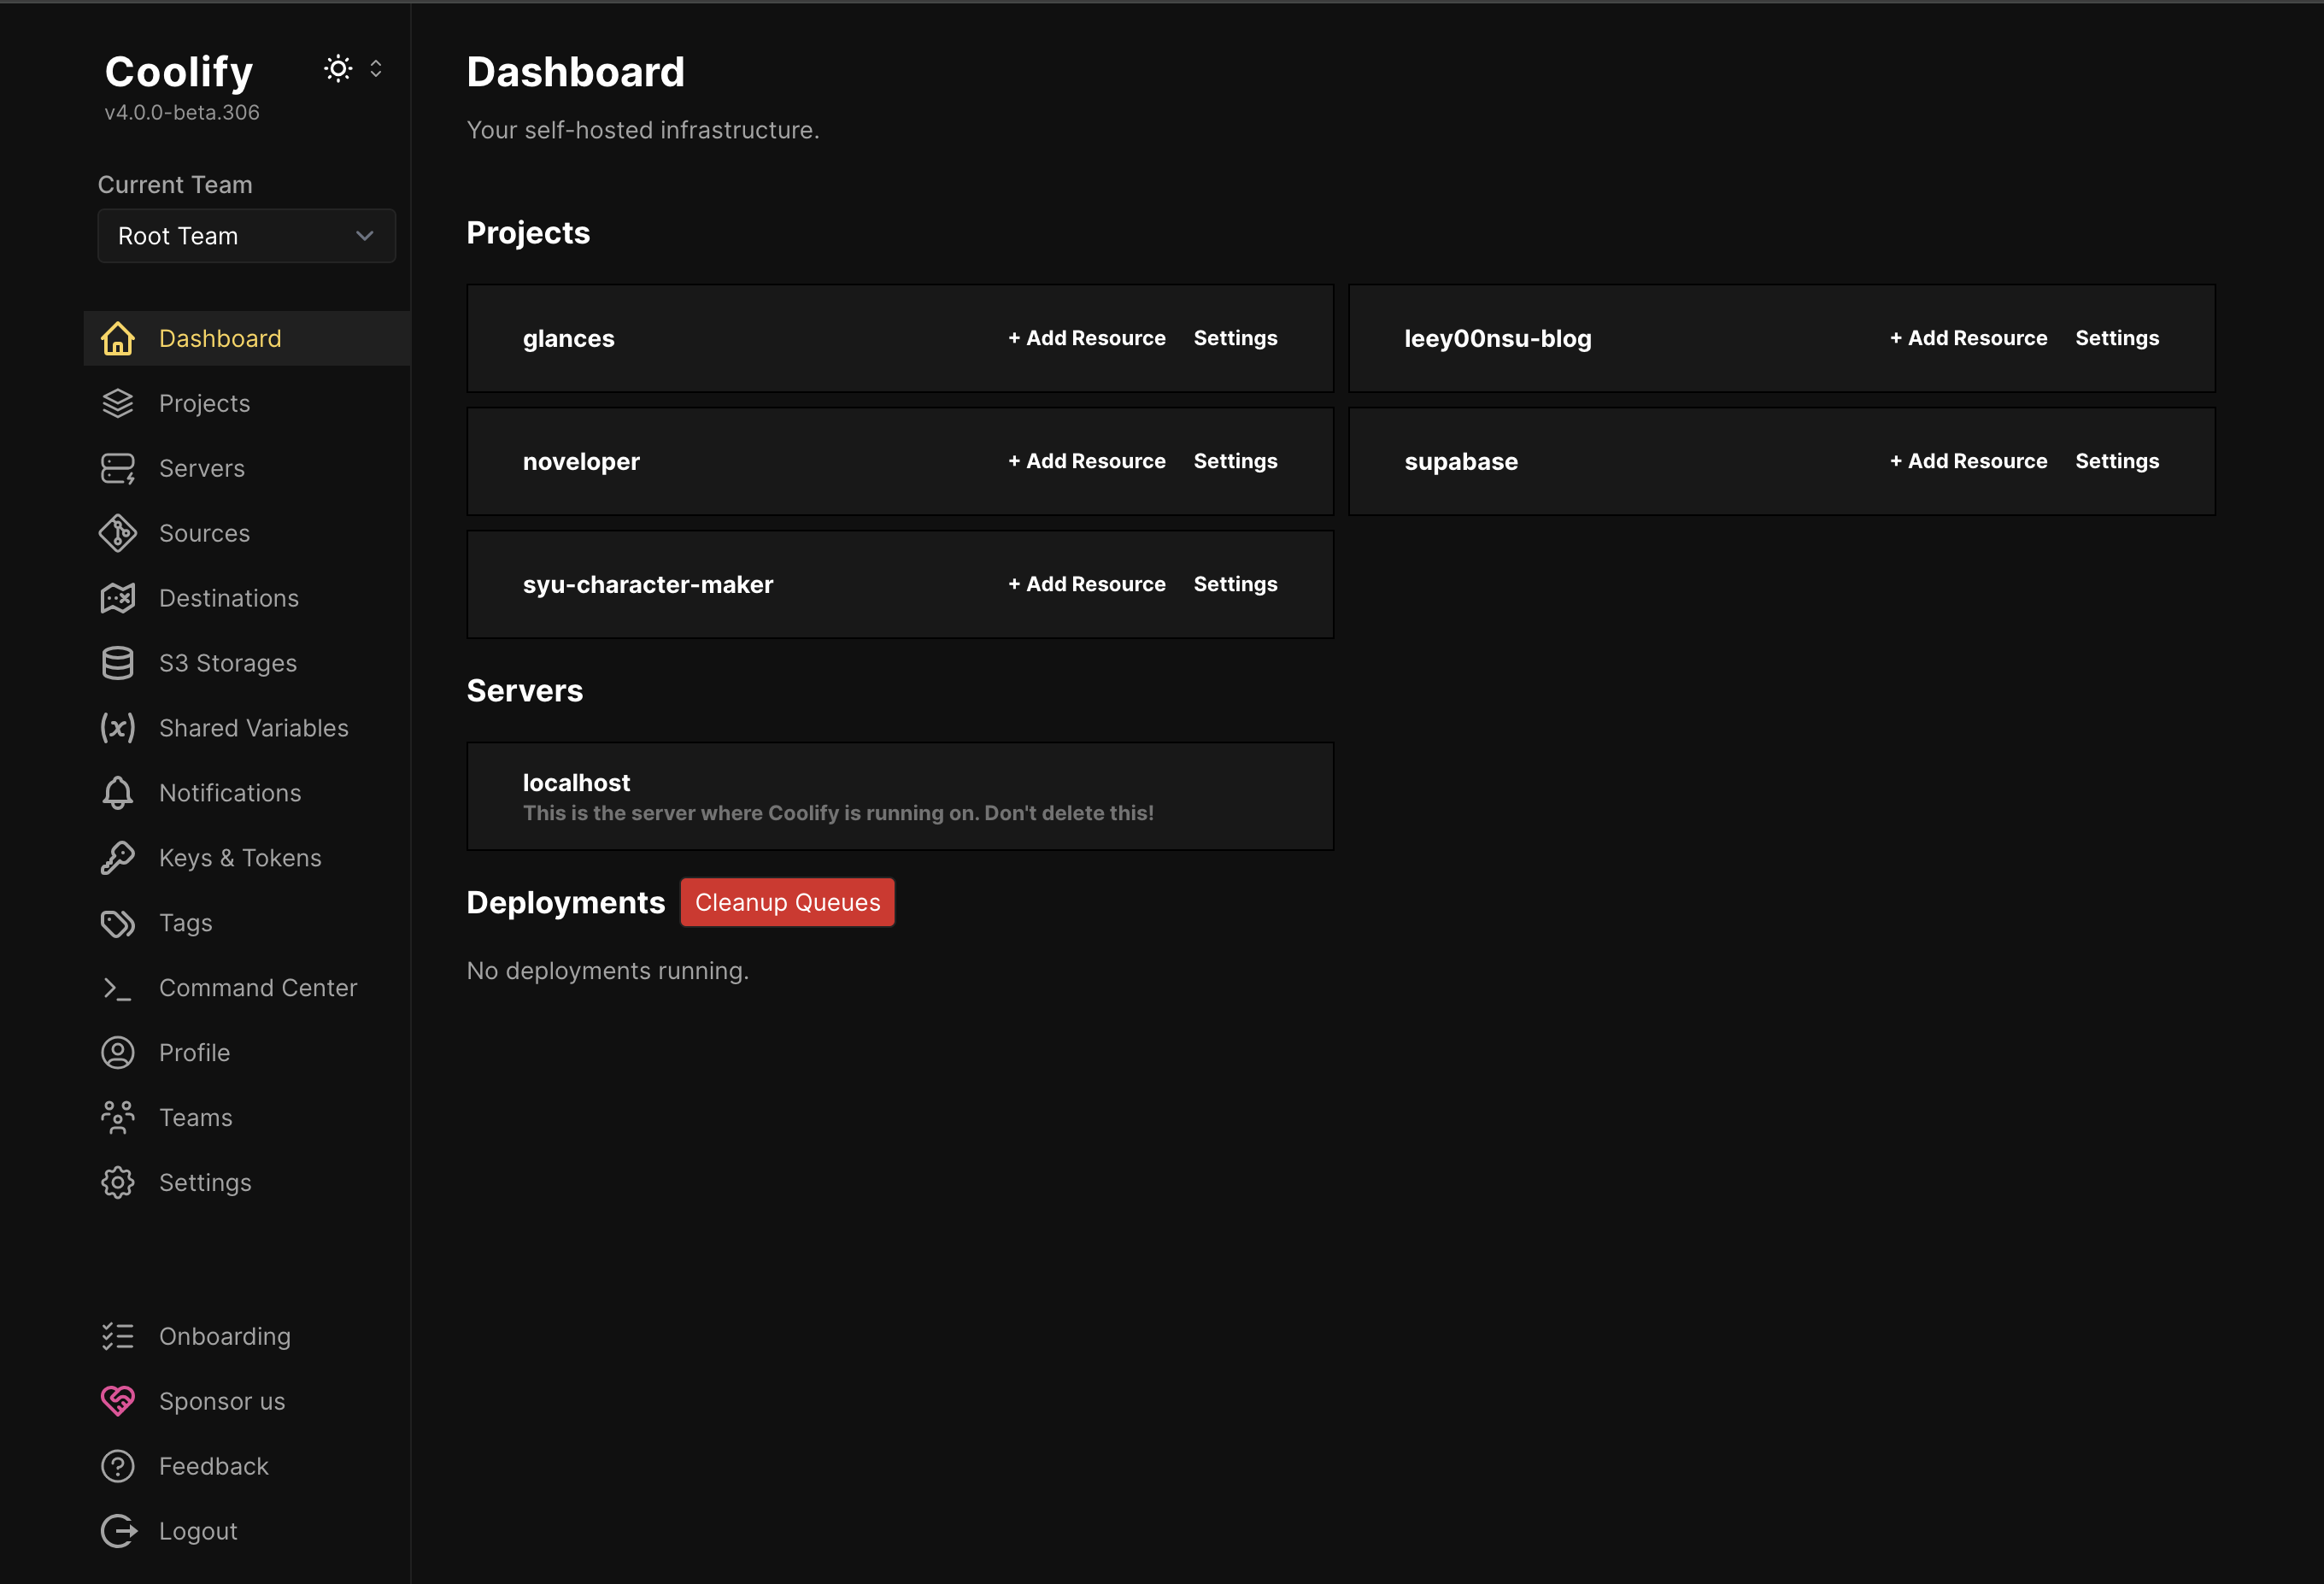 Coolify
v4.0.0-beta.306
Current Team
Root Team
Dashboard
Projects
Servers
Sources
Destinations
S3 Storages
Shared Variables
Notifications
Keys & Tokens
Tags
Command Center
Profile
Teams
Settings
Onboarding
Sponsor us
Feedback
Logout
Dashboard
Your self-hosted infrastructure.
Projects
glances + Add Resource Settings
leey00nsu-blog + Add Resource Settings
noveloper + Add Resource Settings
supabase + Add Resource Settings
syu-character-maker + Add Resource Settings
Servers
localhost
This is the server where Coolify is running on. Don't delete this!
Deployments Cleanup Queues
No deployments running.